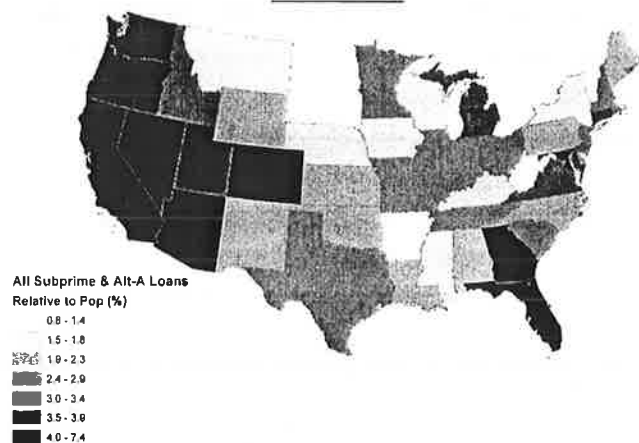 All Subprime & Alt-A Loans
Relative to Pop (%)
0.8 - 1.4
1.5 - 1.8
1.9 - 2.3
2.4 - 2.9
3.0 - 3.4
3.5 - 3.9
4.0 - 7.4